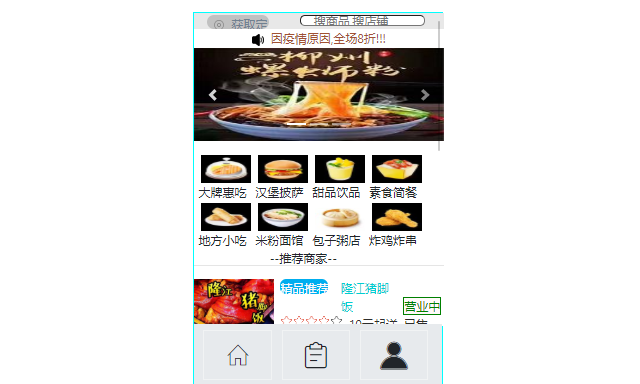 ◎ 获取定
搜商品,搜店铺
因疫情原因,全场8折!!!
柳州
螺蛳粉
大牌惠吃 汉堡披萨 甜品饮品 素食简餐
地方小吃 米粉面馆 包子粥店 炸鸡炸串
--推荐商家--
隆江
猪脚
饭
精品推荐 隆江猪脚
饭
营业中
10元起送 已售